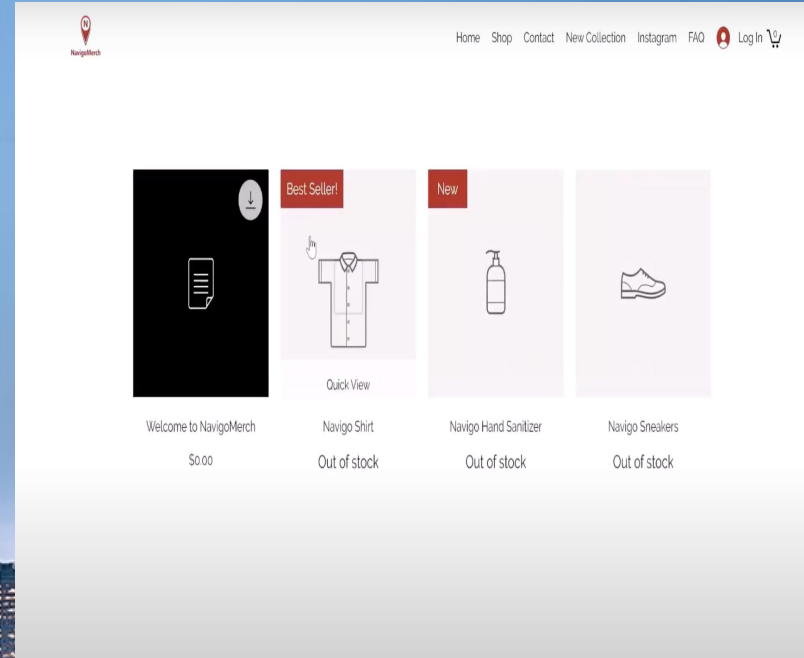 N
NavigoMerch
Home Shop Contact New Collection Instagram FAQ Log In 0
Best Seller!
New
Quick View
Welcome to NavigoMerch
Navigo Shirt
Navigo Hand Sanitizer
Navigo Sneakers
$0.00
Out of stock
Out of stock
Out of stock